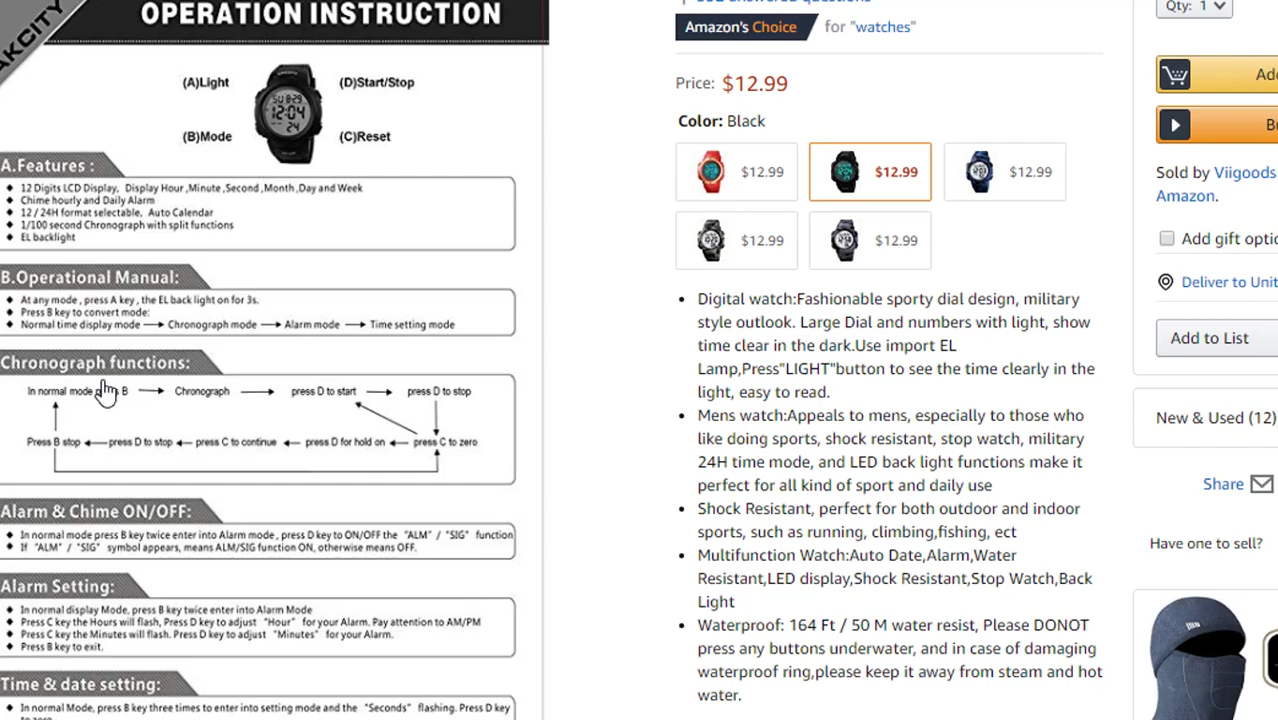 AKCITY
OPERATION INSTRUCTION
(A)Light
(D)Start/Stop
(B)Mode
(C)Reset
A.Features :
12 Digits LCD Display, Display Hour ,Minute ,Second ,Month ,Day and Week
Chime hourly and Daily Alarm
12 / 24H format selectable, Auto Calendar
1/100 second Chronograph with split functions
EL backlight
B.Operational Manual:
At any mode , press A key , the EL back light on for 3s.
Press B key to convert mode:
Normal time display mode Chronograph mode Alarm mode Time setting mode
Chronograph functions:
In normal mode B Chronograph press D to start press D to stop
Press B stop press D to stop press C to continue press D for hold on press C to zero
Alarm & Chime ON/OFF:
In normal mode press B key twice enter into Alarm mode , press D key to ON/OFF the "ALM" / "SIG" function
If "ALM" / "SIG" symbol appears, means ALM/SIG function ON, otherwise means OFF.
Alarm Setting:
In normal display Mode, press B key twice enter into Alarm Mode
Press C key the Hours will flash, Press D key to adjust "Hour" for your Alarm. Pay attention to AM/PM
Press C key the Minutes will flash. Press D key to adjust "Minutes" for your Alarm.
Press B key to exit.
Time & date setting:
In normal Mode, press B key three times to enter into setting mode and the "Seconds" flashing. Press D key
to zero
answered questions
Amazon's Choice for "watches"
Price: $12.99
Color: Black
$12.99 $12.99 $12.99
$12.99 $12.99
Digital watch:Fashionable sporty dial design, military
style outlook. Large Dial and numbers with light, show
time clear in the dark.Use import EL
Lamp,Press"LIGHT"button to see the time clearly in the
light, easy to read.
Mens watch:Appeals to mens, especially to those who
like doing sports, shock resistant, stop watch, military
24H time mode, and LED back light functions make it
perfect for all kind of sport and daily use
Shock Resistant, perfect for both outdoor and indoor
sports, such as running, climbing,fishing, ect
Multifunction Watch:Auto Date,Alarm,Water
Resistant,LED display,Shock Resistant,Stop Watch,Back
Light
Waterproof: 164 Ft / 50 M water resist, Please DONOT
press any buttons underwater, and in case of damaging
waterproof ring,please keep it away from steam and hot
water.
Qty: 1
Add
B
Sold by Viigoods
Amazon.
Add gift optio
Deliver to Unit
Add to List
New & Used (12)
Share
Have one to sell?